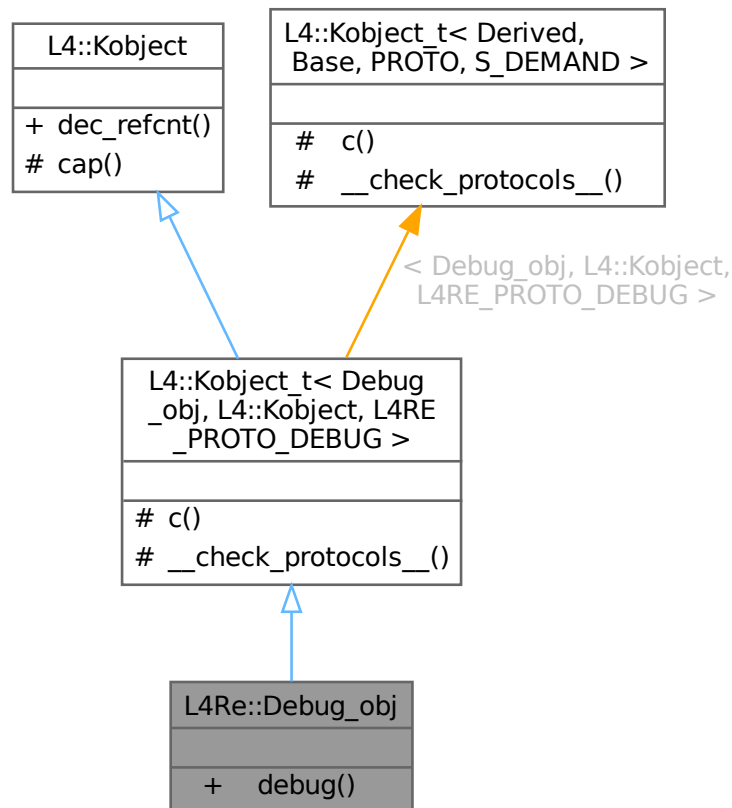 L4::Kobject
+ dec_refcnt()
# cap()
L4::Kobject_t< Derived,
Base, PROTO, S_DEMAND >
# c()
# __check_protocols__()
< Debug_obj, L4::Kobject,
L4RE_PROTO_DEBUG >
L4::Kobject_t< Debug
_obj, L4::Kobject, L4RE
_PROTO_DEBUG >
# c()
# __check_protocols__()
L4Re::Debug_obj
+ debug()